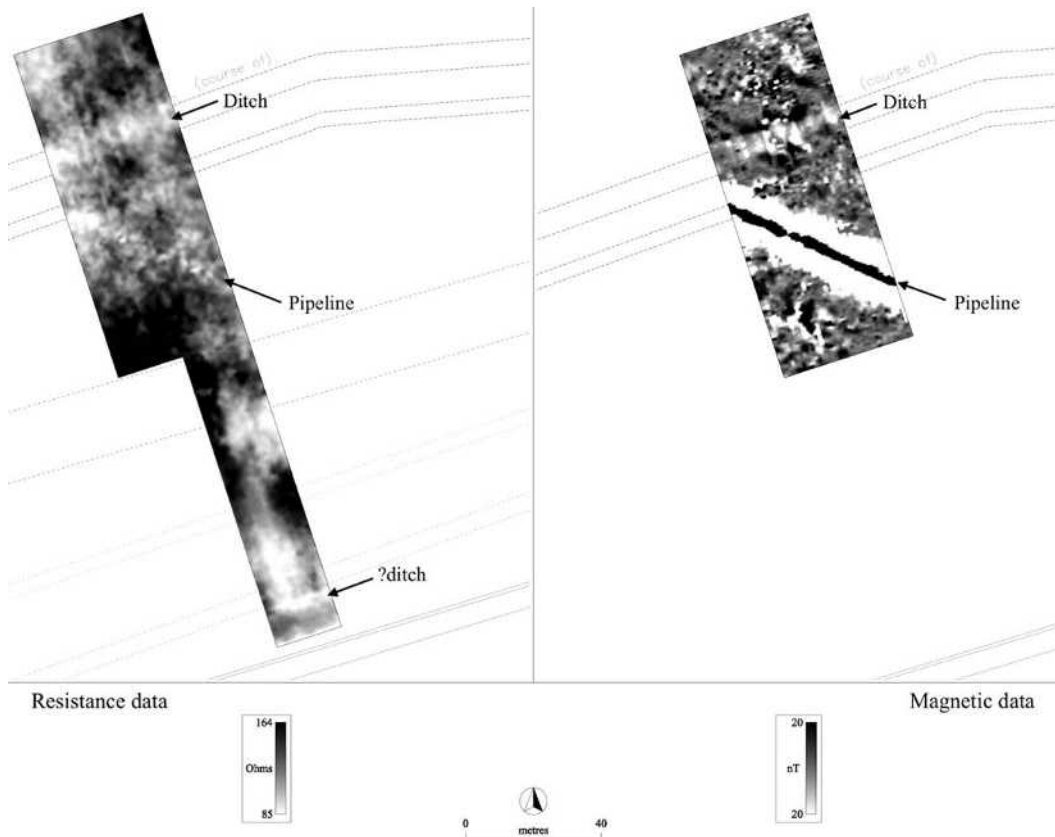 (course of)
Ditch
Pipeline
?ditch
(course of)
Ditch
Pipeline
Resistance data
Magnetic data
164
Ohms
85
20
nT
20
0
metres
40